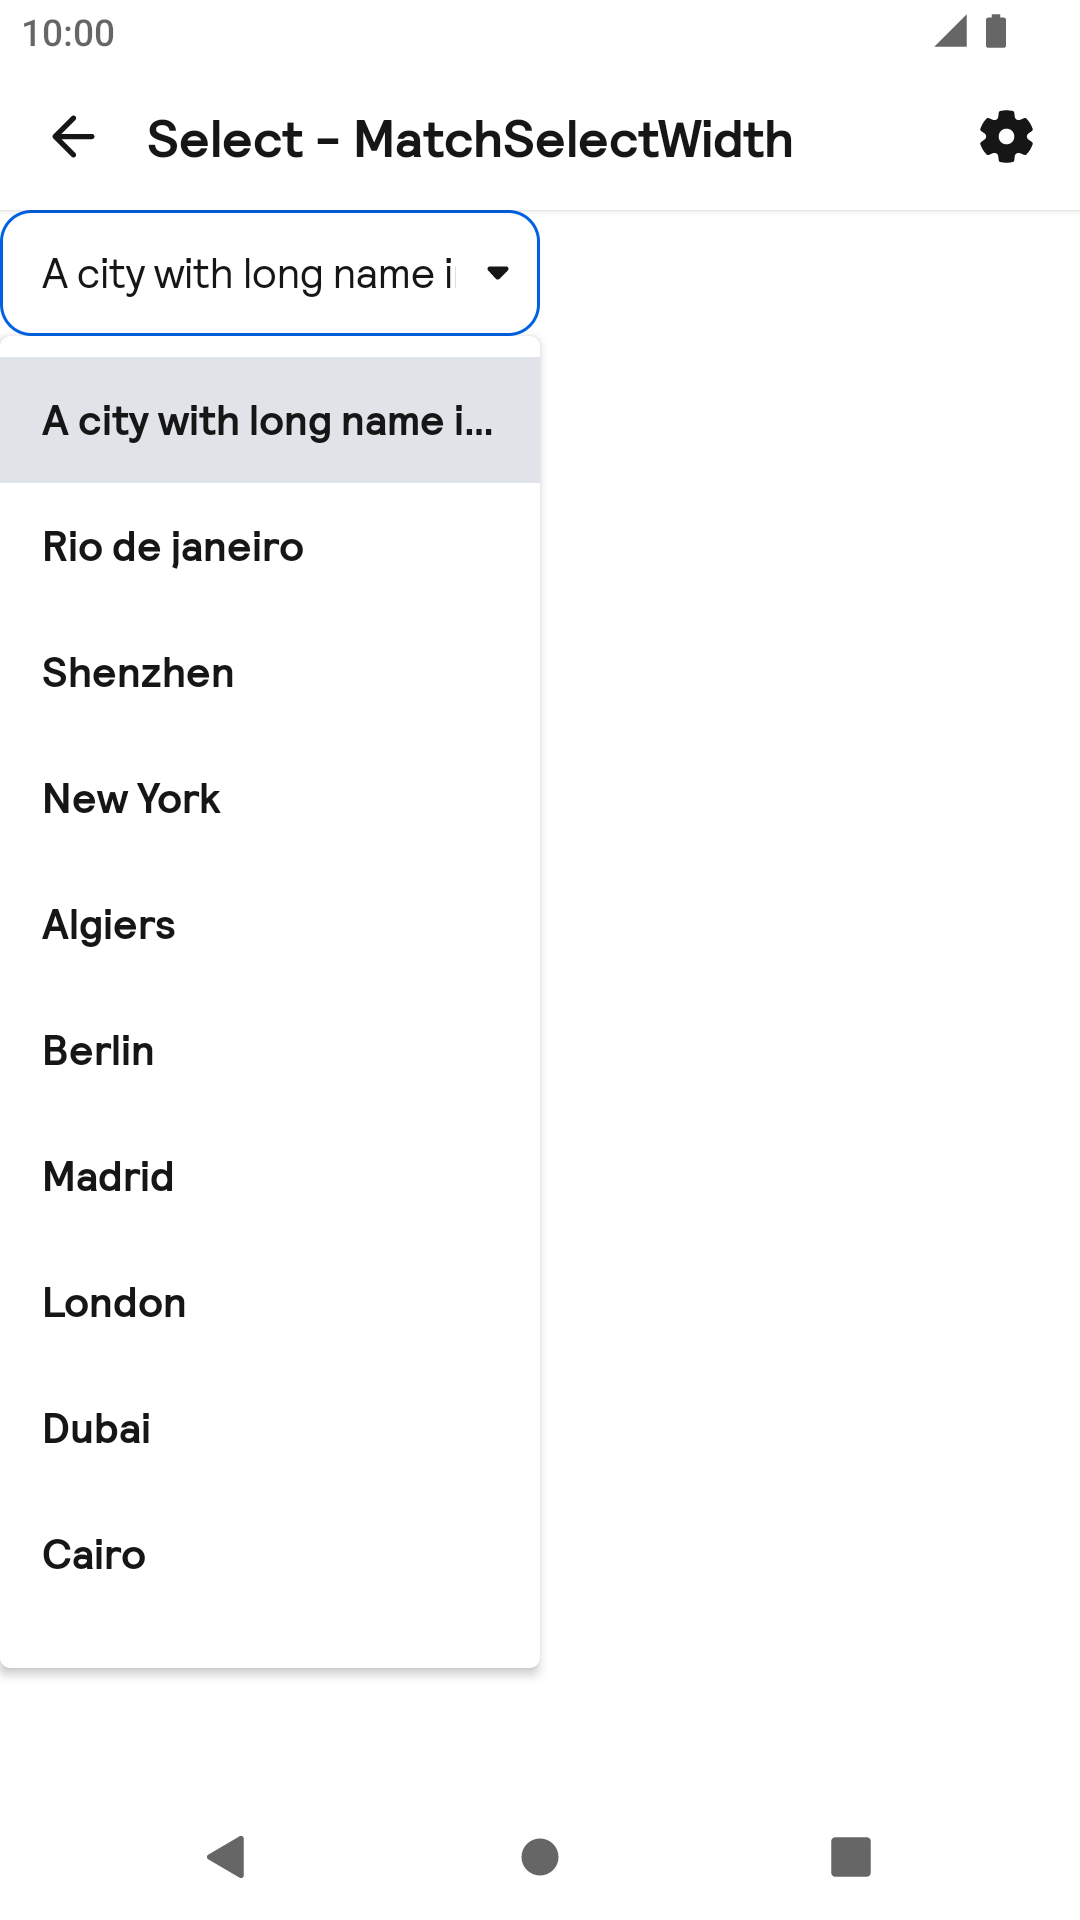 10:00
Select - MatchSelectWidth
A city with long name i
A city with long name i...
Rio de janeiro
Shenzhen
New York
Algiers
Berlin
Madrid
London
Dubai
Cairo